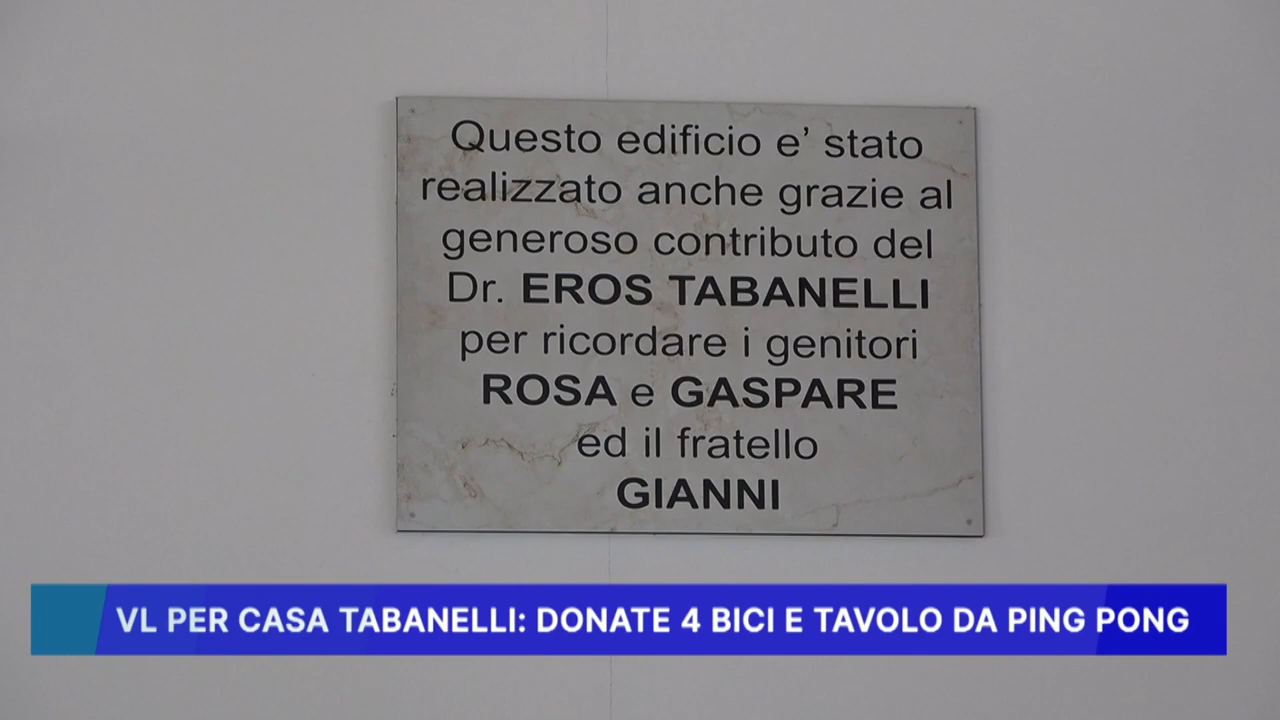 Questo edificio e’ stato
realizzato anche grazie al
generoso contributo del
Dr. EROS TABANELLI
per ricordare i genitori
ROSA e GASPARE
ed il fratello
GIANNI
VL PER CASA TABANELLI: DONATE 4 BICI E TAVOLO DA PING PONG